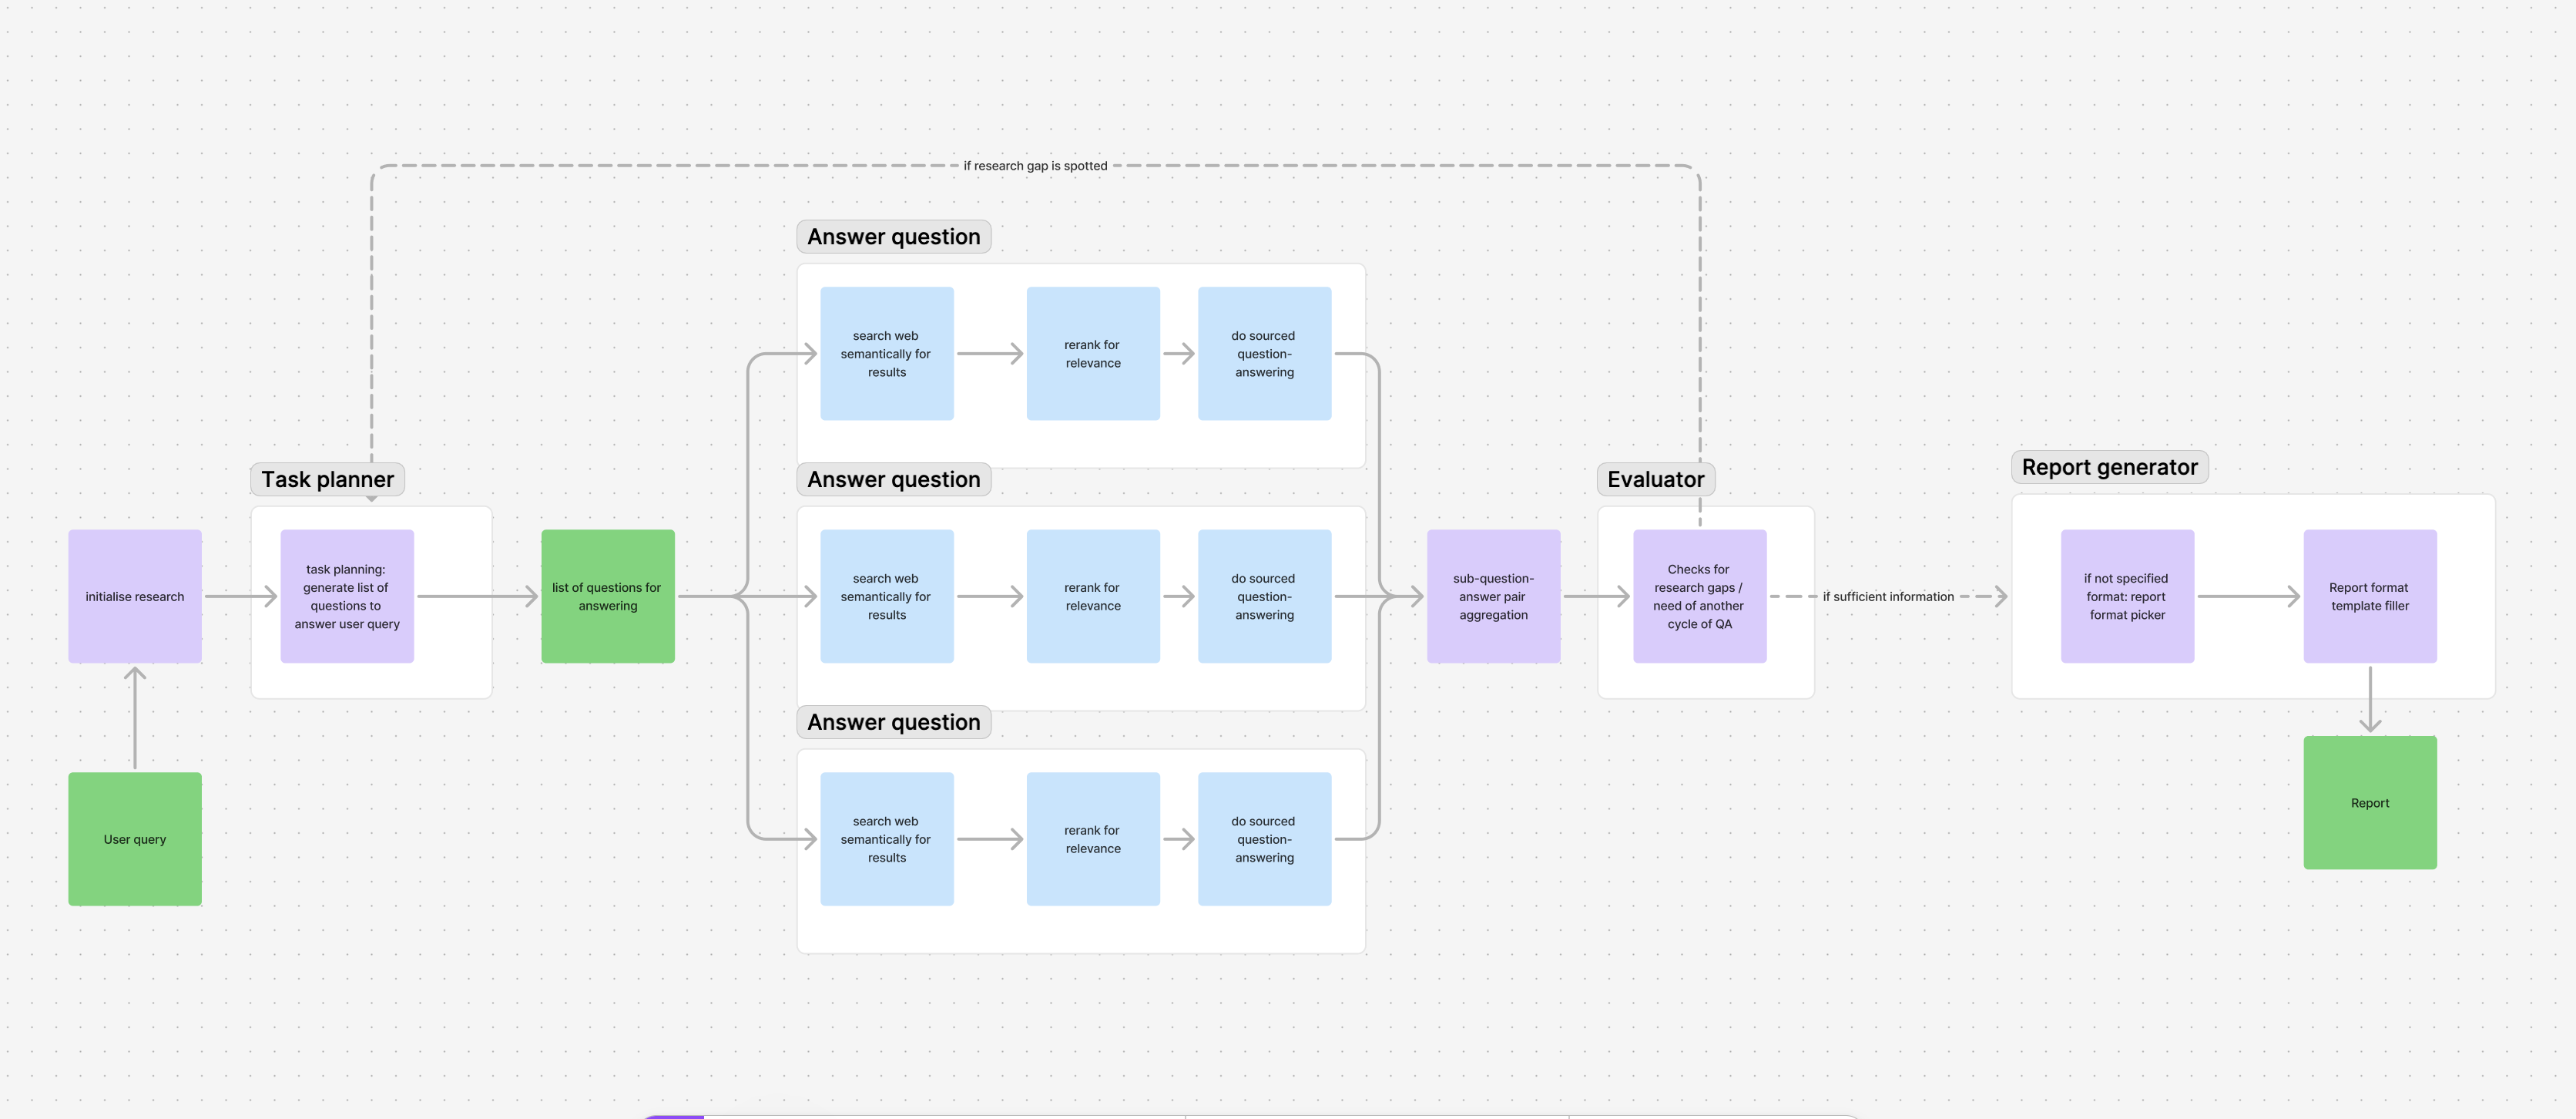 if research gap is spotted
Answer question
search web
semantically for
results
rerank for
relevance
do sourced
question-
answering
Task planner
Answer question
Evaluator
Report generator
initialise research
task planning:
generate list of
questions to
answer user query
list of questions for
answering
search web
semantically for
results
rerank for
relevance
do sourced
question-
answering
sub-question-
answer pair
aggregation
Checks for
research gaps /
need of another
cycle of QA
if sufficient information
if not specified
format: report
format picker
Report format
template filler
Answer question
User query
search web
semantically for
results
rerank for
relevance
do sourced
question-
answering
Report